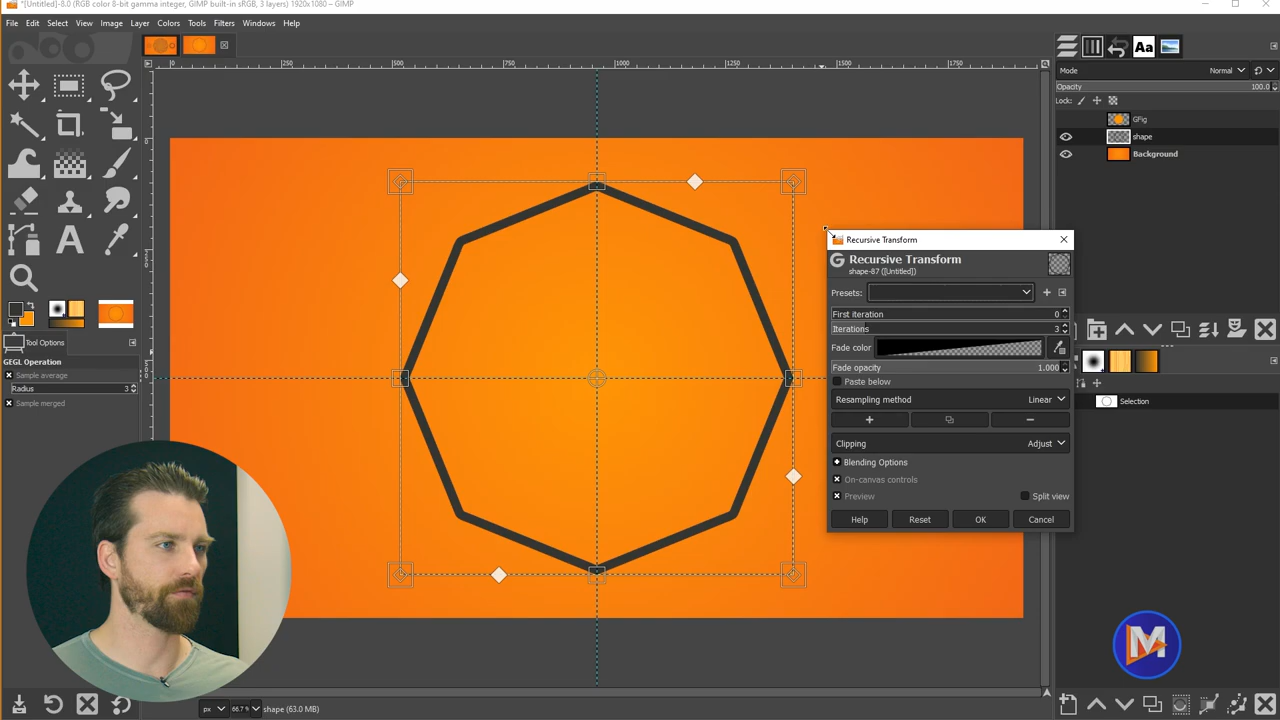 *[Untitled]-8.0 (RGB color 8-bit gamma integer, GIMP built-in sRGB, 3 layers) 1920x1080 – GIMP
File Edit Select View Image Layer Colors Tools Filters Windows Help
Aa
Mode Normal
Opacity 100.0
Lock:
GFig
shape
Background
0 250 500 750 1000 1250 1500 1750
Recursive Transform
Recursive Transform
shape-87 ([Untitled])
Presets:
First iteration 0
Iterations 3
Fade color
Fade opacity 1.000
Paste below
Resampling method Linear
Clipping Adjust
Blending Options
On-canvas controls
Preview Split view
Help Reset OK Cancel
Tool Options
GEGL Operation
Sample average
Radius 3
Sample merged
Selection
px 66.7 % shape (63.0 MB)
M